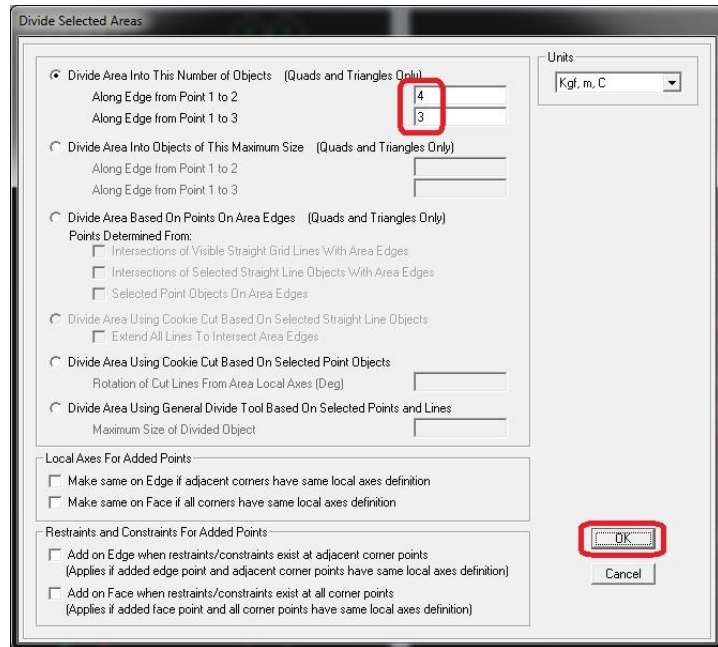 Divide Selected Areas
Divide Area Into This Number of Objects (Quads and Triangles Only)
Along Edge from Point 1 to 2
4
Along Edge from Point 1 to 3
3
Divide Area Into Objects of This Maximum Size (Quads and Triangles Only)
Along Edge from Point 1 to 2
Along Edge from Point 1 to 3
Divide Area Based On Points On Area Edges (Quads and Triangles Only)
Points Determined From:
Intersections of Visible Straight Grid Lines With Area Edges
Intersections of Selected Straight Line Objects With Area Edges
Selected Point Objects On Area Edges
Divide Area Using Cookie Cut Based On Selected Straight Line Objects
Extend All Lines To Intersect Area Edges
Divide Area Using Cookie Cut Based On Selected Point Objects
Rotation of Cut Lines From Area Local Axes (Deg)
Divide Area Using General Divide Tool Based On Selected Points and Lines
Maximum Size of Divided Object
Local Axes For Added Points
Make same on Edge if adjacent corners have same local axes definition
Make same on Face if all corners have same local axes definition
Restraints and Constraints For Added Points
Add on Edge when restraints/constraints exist at adjacent corner points
(Applies if added edge point and adjacent corner points have same local axes definition)
Add on Face when restraints/constraints exist at all corner points
(Applies if added face point and all corner points have same local axes definition)
Units
Kgf, m, C
OK
Cancel